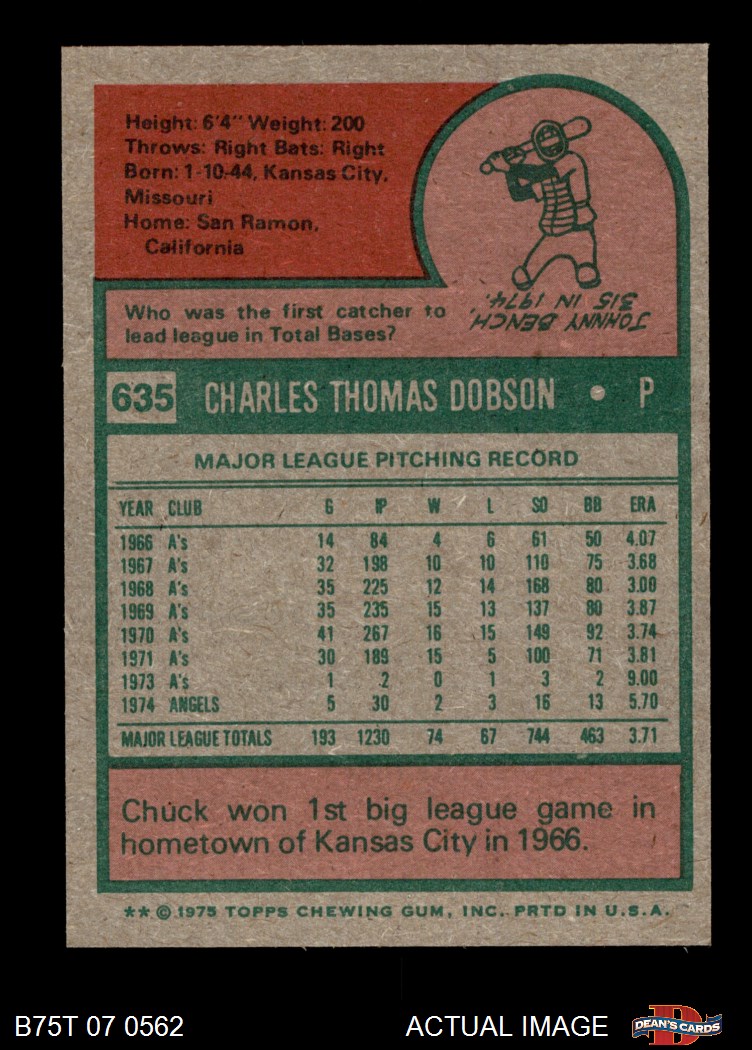 Height: 6'4" Weight: 200
Throws: Right Bats: Right
Born: 1-10-44, Kansas City,
Missouri
Home: San Ramon,
California
JOHNNY BENCH,
315 IN 1974.
Who was the first catcher to
lead league in Total Bases?
635 CHARLES THOMAS DOBSON • P
MAJOR LEAGUE PITCHING RECORD
YEAR CLUB G IP W L SO BB ERA
1966 A's 14 84 4 6 61 50 4.07
1967 A's 32 198 10 10 110 75 3.68
1968 A's 35 225 12 14 168 80 3.00
1969 A's 35 235 15 13 137 80 3.87
1970 A's 41 267 16 15 149 92 3.74
1971 A's 30 189 15 5 100 71 3.81
1973 A's 1 2 0 1 3 2 9.00
1974 ANGELS 5 30 2 3 16 13 5.70
MAJOR LEAGUE TOTALS 193 1230 74 67 744 463 3.71
Chuck won 1st big league game in
hometown of Kansas City in 1966.
** © 1975 TOPPS CHEWING GUM, INC. PRTD IN U.S.A.
B75T 07 0562 ACTUAL IMAGE DEAN'S CARDS